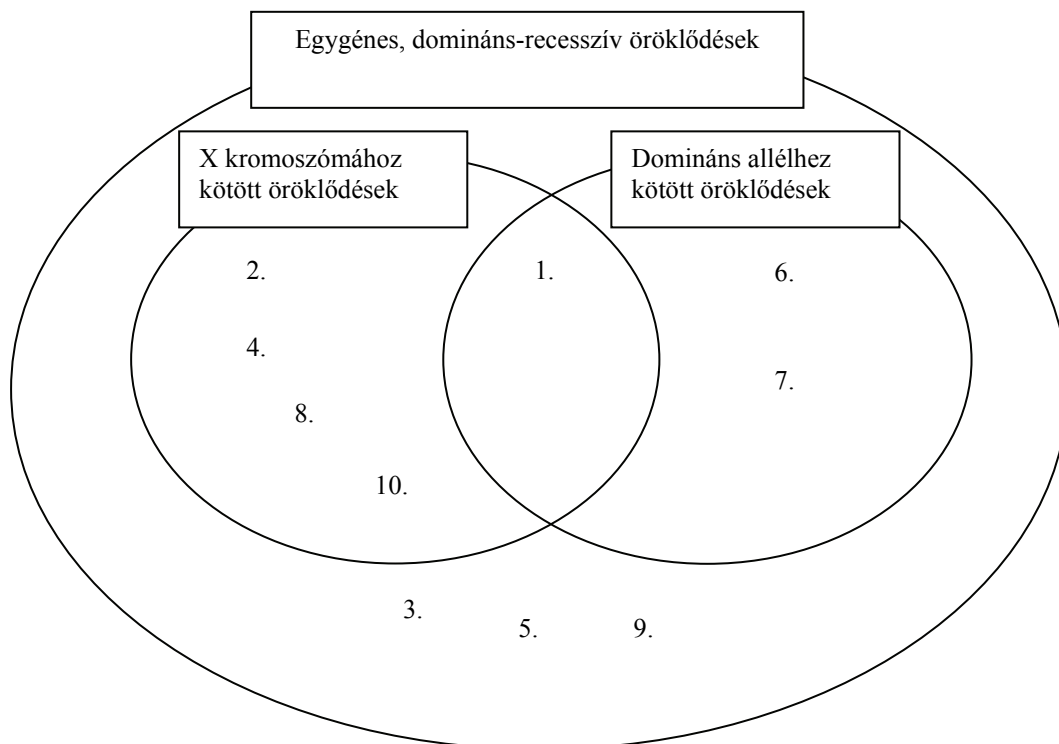 Egygénes, domináns-recesszív öröklődések
X kromoszómához
kötött öröklődések
Domináns allélhez
kötött öröklődések
2.
1.
6.
4.
7.
8.
10.
3.
5.
9.